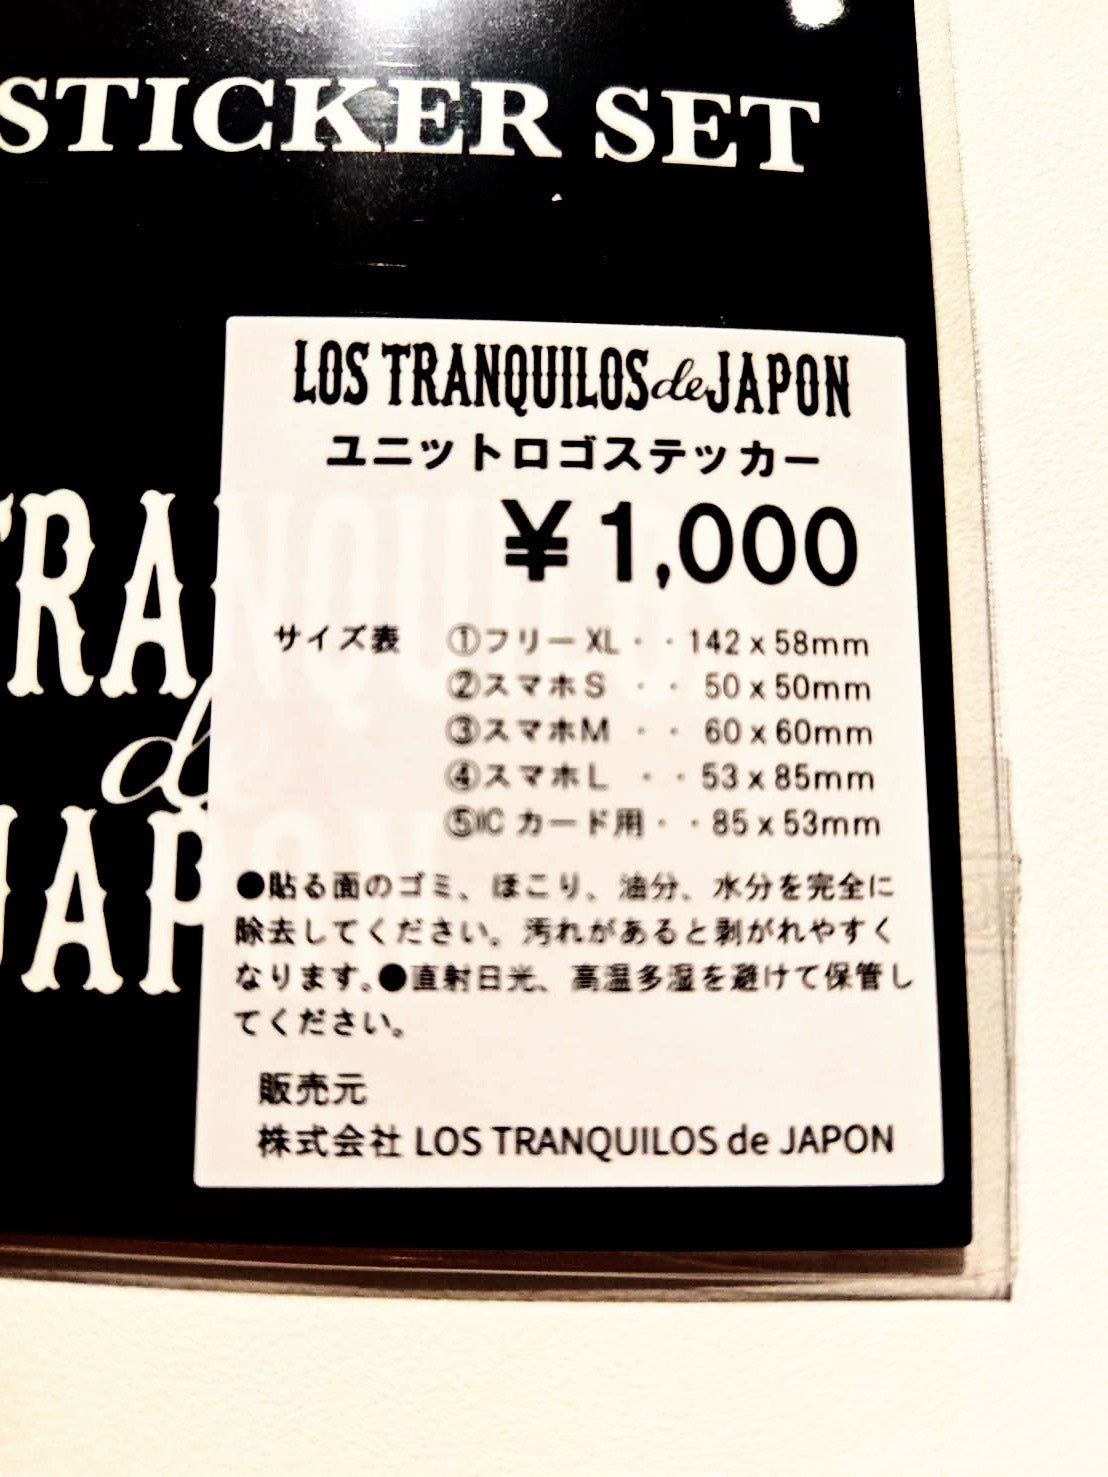 STICKER SET
LOS TRANQUILOS de JAPON
ユニットロゴステッカー
¥1,000
サイズ表 ①フリーXL・・142x58mm
②スマホS ・・ 50x50mm
③スマホM ・・ 60x60mm
④スマホL ・・53x85mm
⑤ICカード用・・85x53mm
●貼る面のゴミ、ほこり、油分、水分を完全に
除去してください。汚れがあると剥がれやすく
なります。●直射日光、高温多湿を避けて保管し
てください。
販売元
株式会社 LOS TRANQUILOS de JAPON
TRANQUILOS
de
JAPON